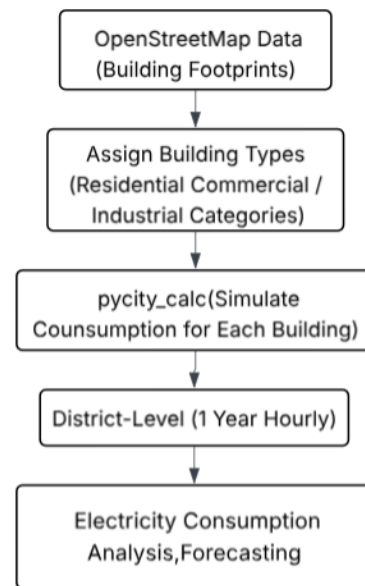 OpenStreetMap Data
(Building Footprints)
Assign Building Types
(Residential Commercial /
Industrial Categories)
pycity_calc(Simulate
Counsumption for Each Building)
District-Level (1 Year Hourly)
Electricity Consumption
Analysis,Forecasting